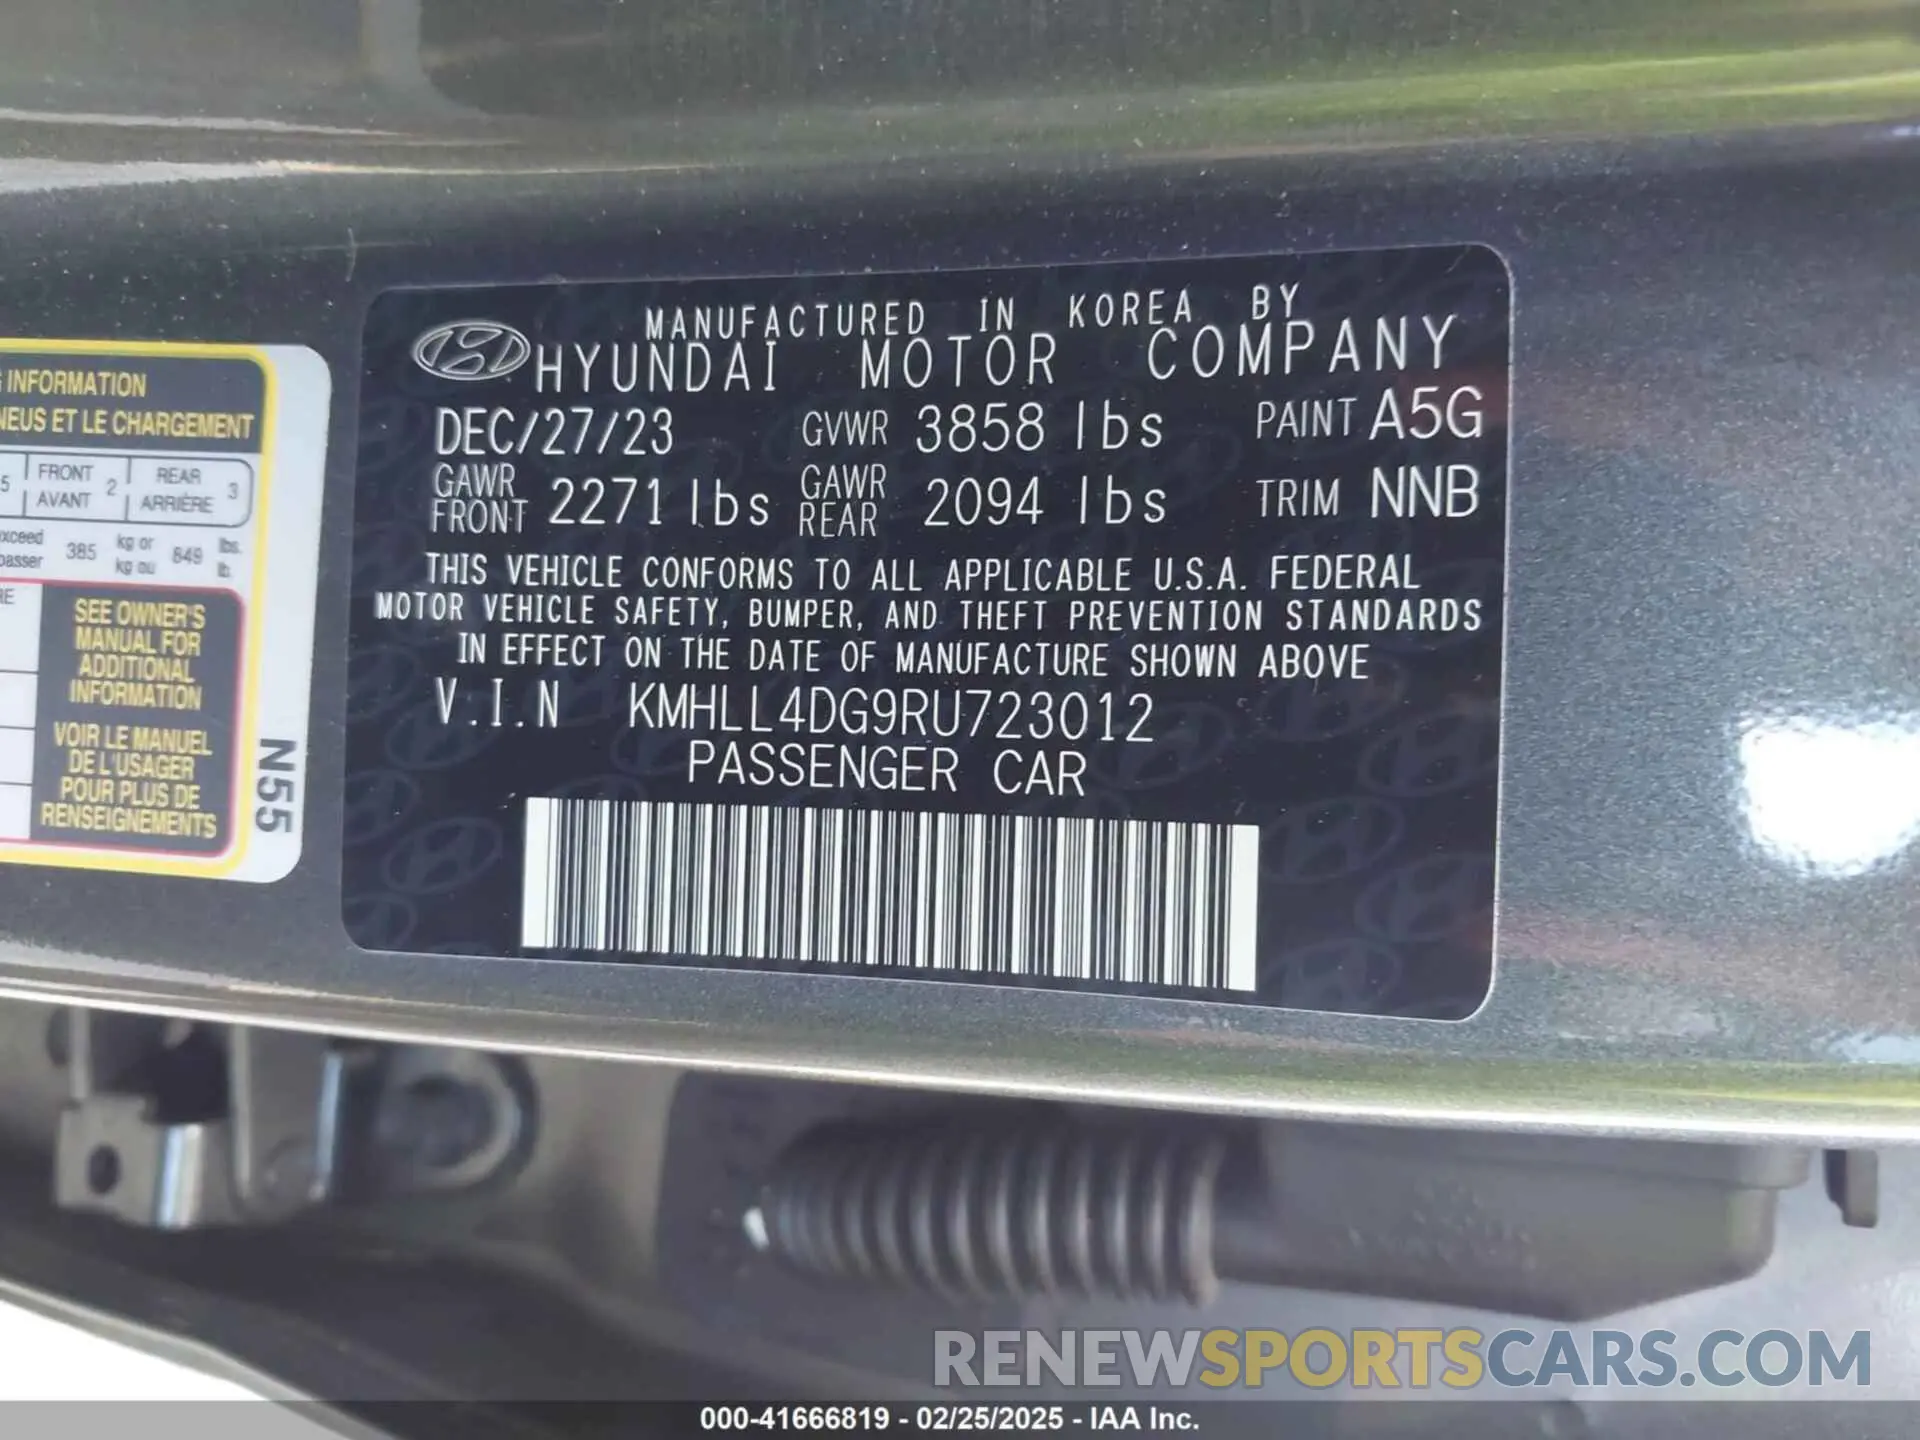 INFORMATION
NEUS ET LE CHARGEMENT
5 FRONT 2 REAR 3
AVANT ARRIÈRE
385 kg or 849 lbs.
kg ou lb.
SEE OWNER'S
MANUAL FOR
ADDITIONAL
INFORMATION
VOIR LE MANUEL
DE L'USAGER
POUR PLUS DE
RENSEIGNEMENTS
N55
MANUFACTURED IN KOREA BY
HYUNDAI MOTOR COMPANY
DEC/27/23 GVWR 3858 lbs PAINT A5G
GAWR FRONT 2271 lbs GAWR REAR 2094 lbs TRIM NNB
THIS VEHICLE CONFORMS TO ALL APPLICABLE U.S.A. FEDERAL
MOTOR VEHICLE SAFETY, BUMPER, AND THEFT PREVENTION STANDARDS
IN EFFECT ON THE DATE OF MANUFACTURE SHOWN ABOVE
V.I.N KMHLL4DG9RU723012
PASSENGER CAR
RENEWSPORTSCARS.COM
000-41666819 - 02/25/2025 - IAA Inc.